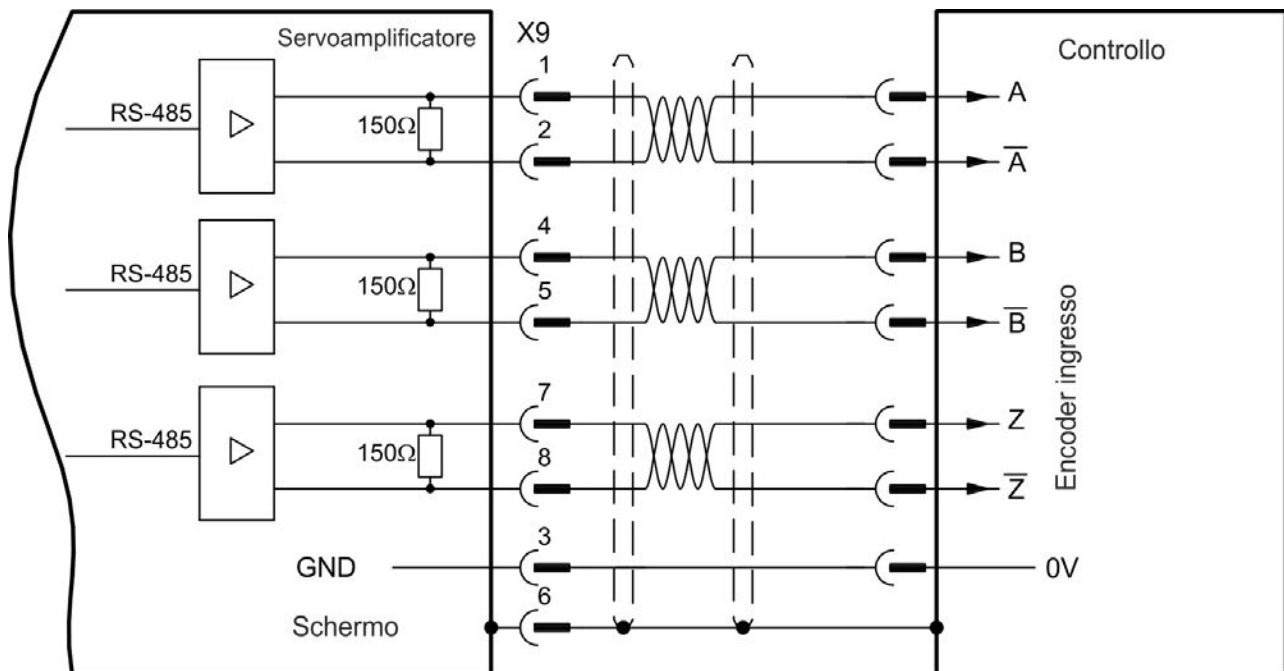 Servoamplificatore
X9
Controllo
1
RS-485
150Ω
2
A
A̅
4
RS-485
150Ω
5
B
B̅
Encoder ingresso
7
RS-485
150Ω
8
Z
Z̅
GND
3
0V
Schermo
6